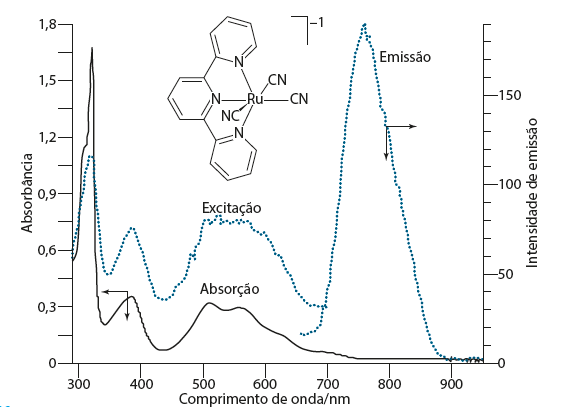 1,8
1,5
1,2
0,9
0,6
0,3
0
Absorbância
N
N
N
Ru
CN
CN
NC
–1
Emissão
Excitação
Absorção
150
100
50
0
Intensidade de emissão
300 400 500 600 700 800 900
Comprimento de onda/nm